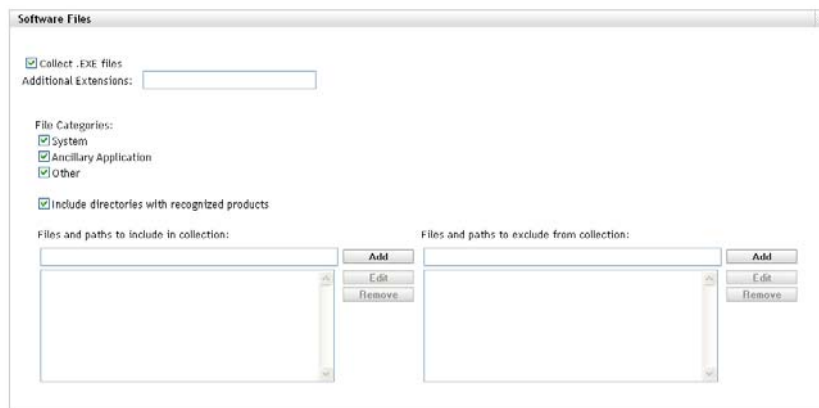 Software Files
Collect .EXE files
Additional Extensions:
File Categories:
System
Ancillary Application
Other
Include directories with recognized products
Files and paths to include in collection:
Add
Edit
Remove
Files and paths to exclude from collection:
Add
Edit
Remove